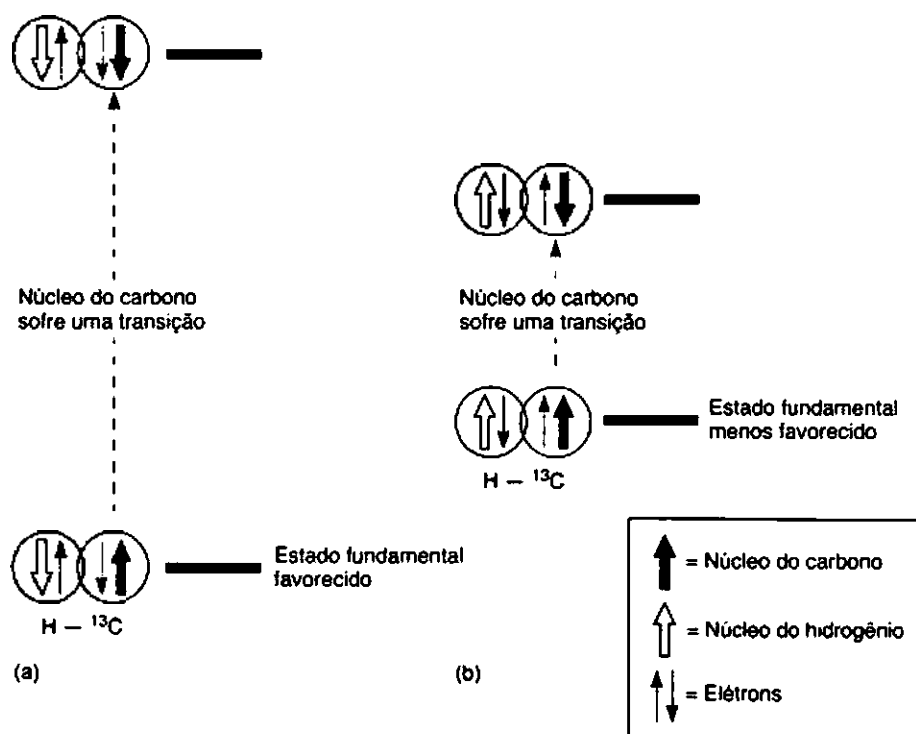 Núcleo do carbono
sofre uma transição
Estado fundamental
favorecido
H – ¹³C
(a)
Núcleo do carbono
sofre uma transição
Estado fundamental
menos favorecido
H – ¹³C
(b)
= Núcleo do carbono
= Núcleo do hidrogênio
= Elétrons